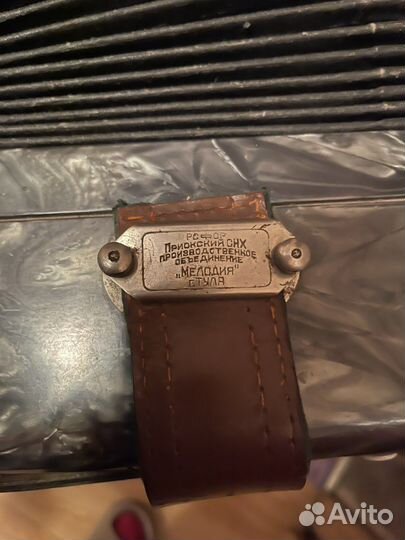 РСФСР
ПРИОКСКИЙ СНХ
ПРОИЗВОДСТВЕННОЕ
ОБЪЕДИНЕНИЕ
„МЕЛОДИЯ"
Г. ТУЛА
Avito